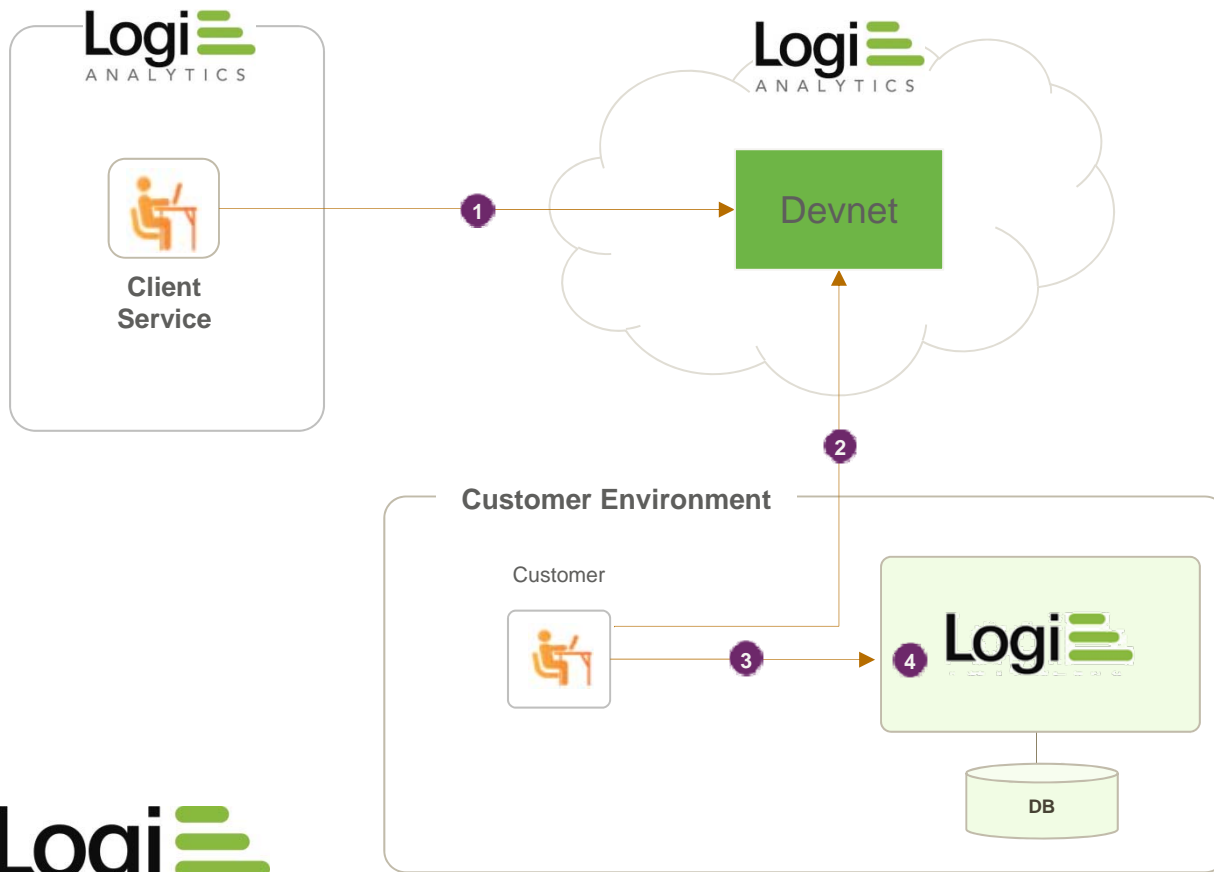 Logi
ANALYTICS
Logi
ANALYTICS
Devnet
1
Client
Service
2
Customer Environment
Customer
3
4
Logi
DB
Logi